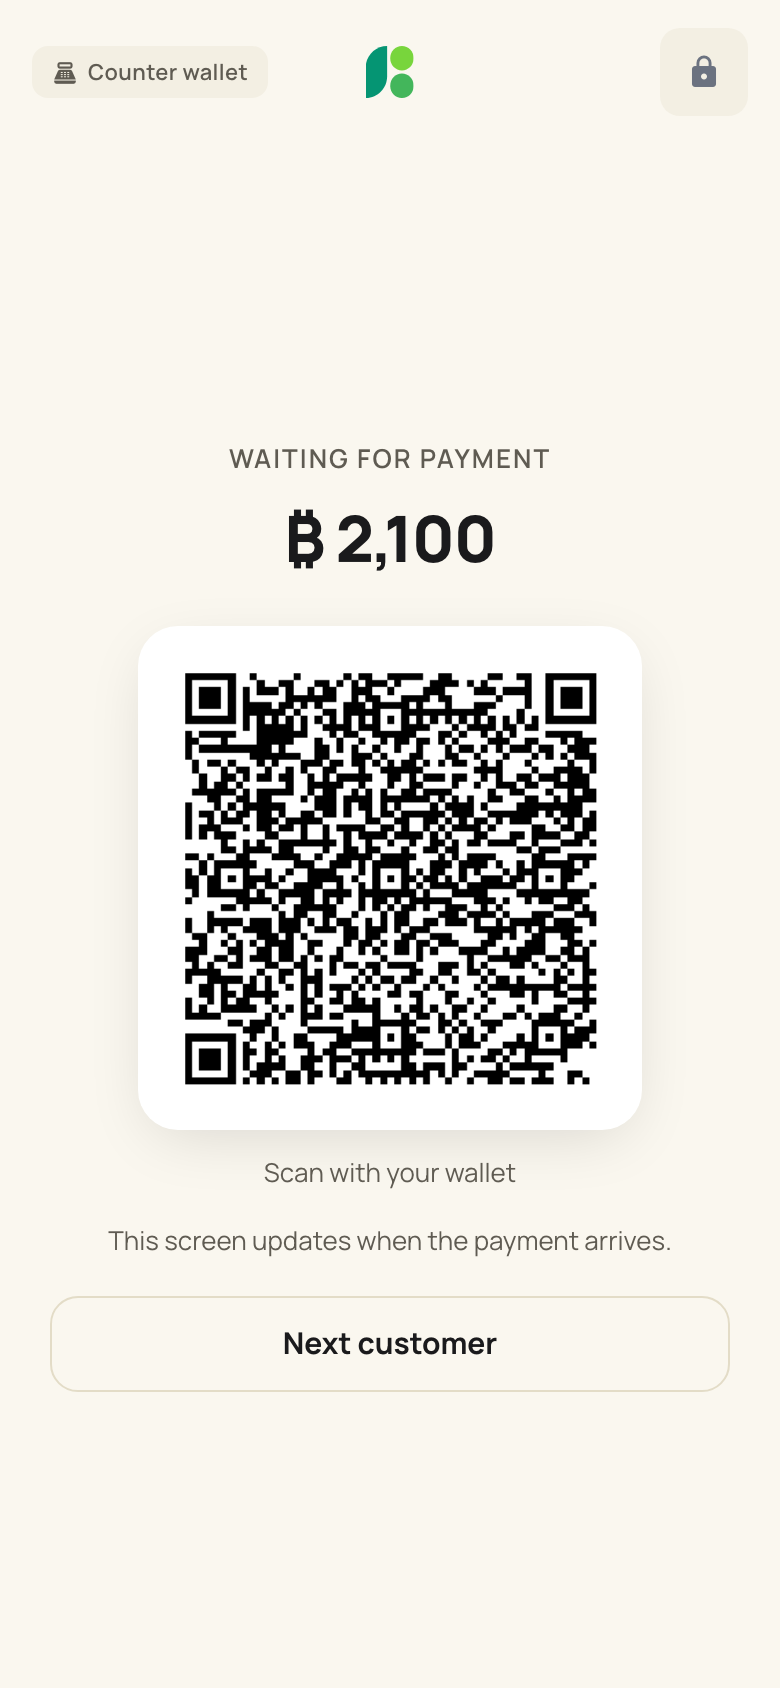 Counter wallet
WAITING FOR PAYMENT
₿ 2,100
Scan with your wallet
This screen updates when the payment arrives.
Next customer